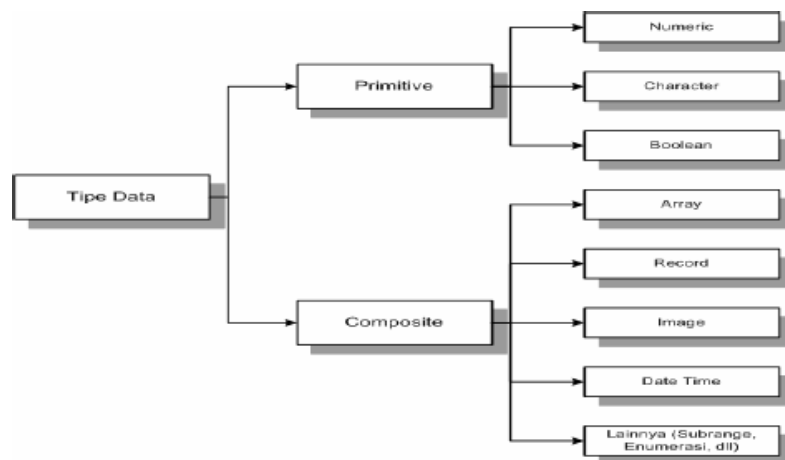 Tipe Data
Primitive
Numeric
Character
Boolean
Composite
Array
Record
Image
Date Time
Lainnya (Subrange,
Enumerasi, dll)